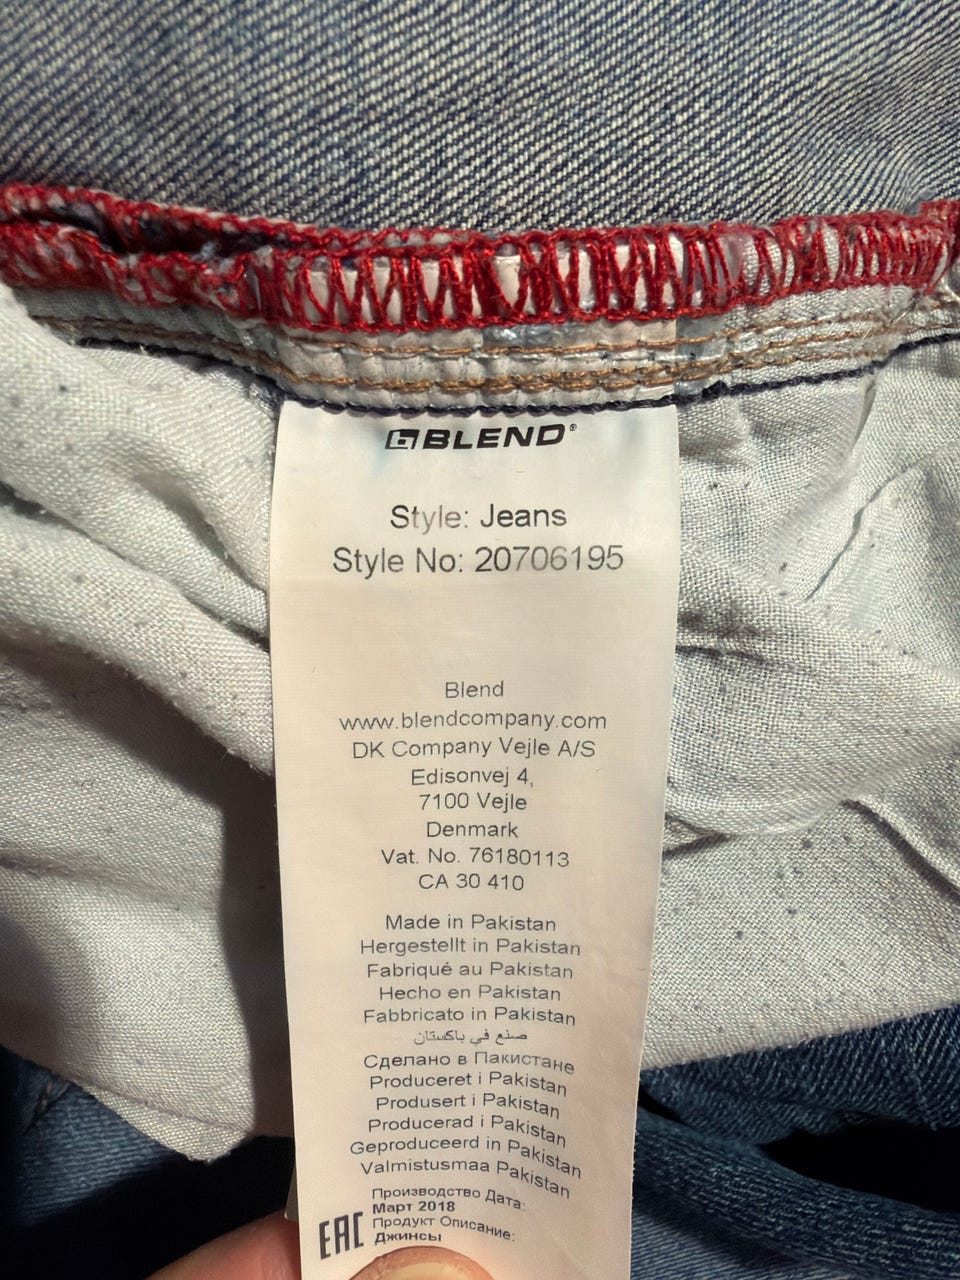 BLEND®
Style: Jeans
Style No: 20706195
Blend
www.blendcompany.com
DK Company Vejle A/S
Edisonvej 4,
7100 Vejle
Denmark
Vat. No. 76180113
CA 30 410
Made in Pakistan
Hergestellt in Pakistan
Fabriqué au Pakistan
Hecho en Pakistan
Fabbricato in Pakistan
صنع في باكستان
Сделано в Пакистане
Produceret i Pakistan
Produsert i Pakistan
Producerad i Pakistan
Geproduceerd in Pakistan
Valmistusmaa Pakistan
Производство Дата:
Март 2018
EAC Продукт Описание:
Джинсы